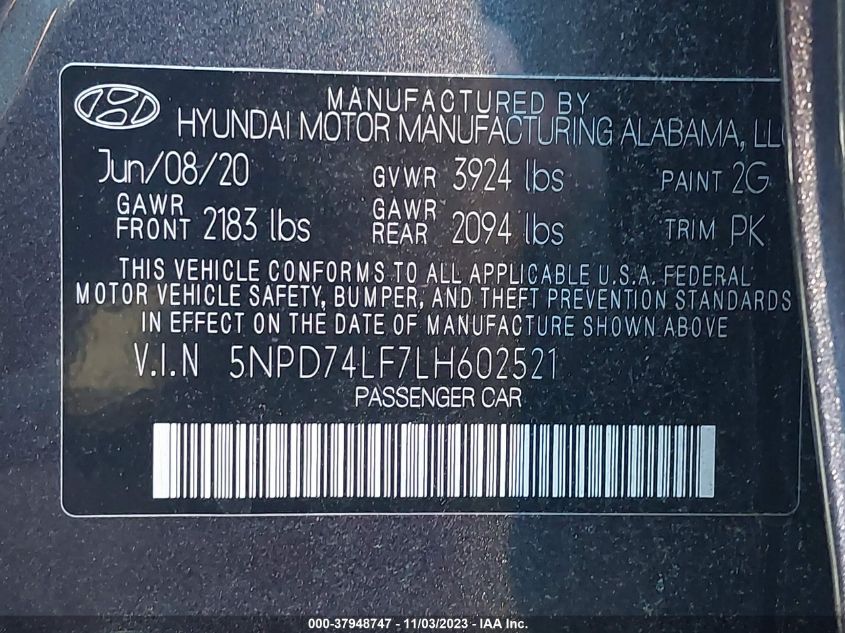 MANUFACTURED BY
HYUNDAI MOTOR MANUFACTURING ALABAMA, LLC
Jun/08/20 GVWR 3924 lbs PAINT 2G
GAWR FRONT 2183 lbs GAWR REAR 2094 lbs TRIM PK
THIS VEHICLE CONFORMS TO ALL APPLICABLE U.S.A. FEDERAL
MOTOR VEHICLE SAFETY, BUMPER, AND THEFT PREVENTION STANDARDS
IN EFFECT ON THE DATE OF MANUFACTURE SHOWN ABOVE
V.I.N 5NPD74LF7LH602521
PASSENGER CAR
000-37948747 - 11/03/2023 - IAA Inc.